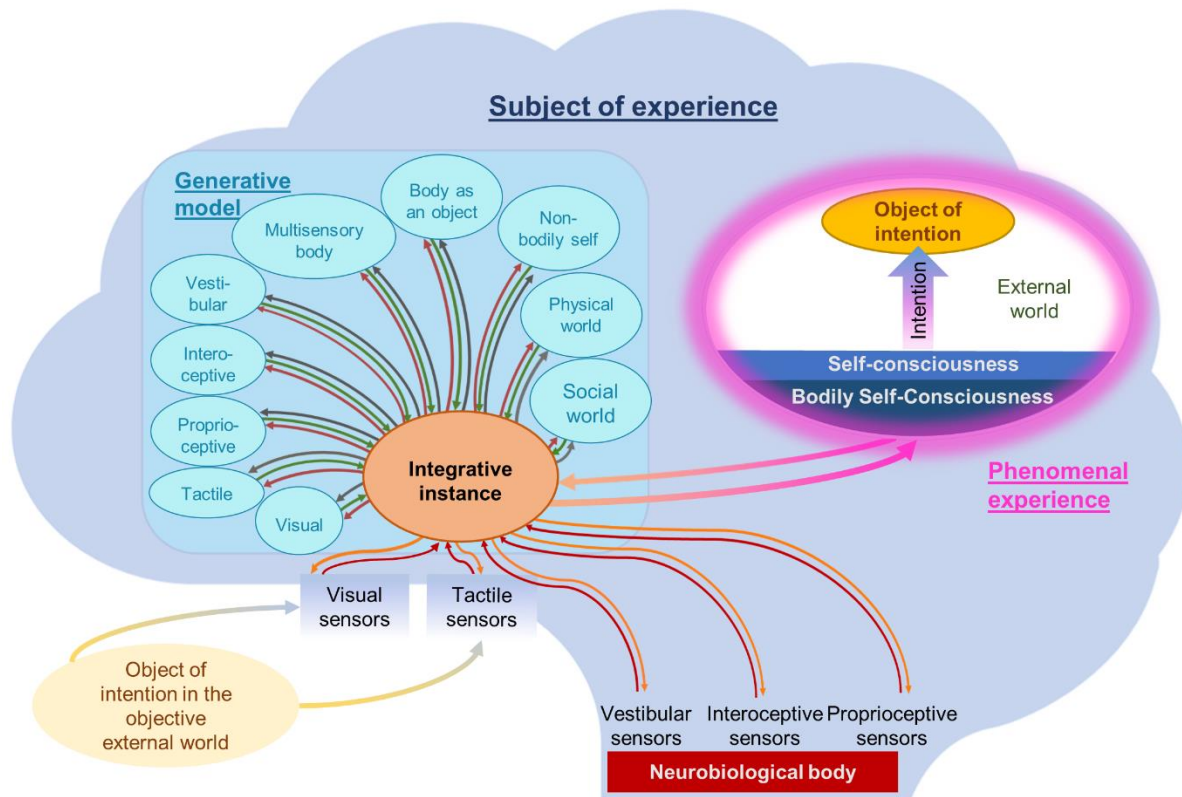 Subject of experience
Generative
model
Body as
an object
Non-
bodily self
Multisensory
body
Vesti-
bular
Physical
world
Intero-
ceptive
Social
world
Proprio-
ceptive
Tactile
Visual
Integrative
instance
Object of
intention
Intention
External
world
Self-consciousness
Bodily Self-Consciousness
Phenomenal
experience
Visual
sensors
Tactile
sensors
Object of
intention in the
objective
external world
Vestibular
sensors
Interoceptive
sensors
Proprioceptive
sensors
Neurobiological body